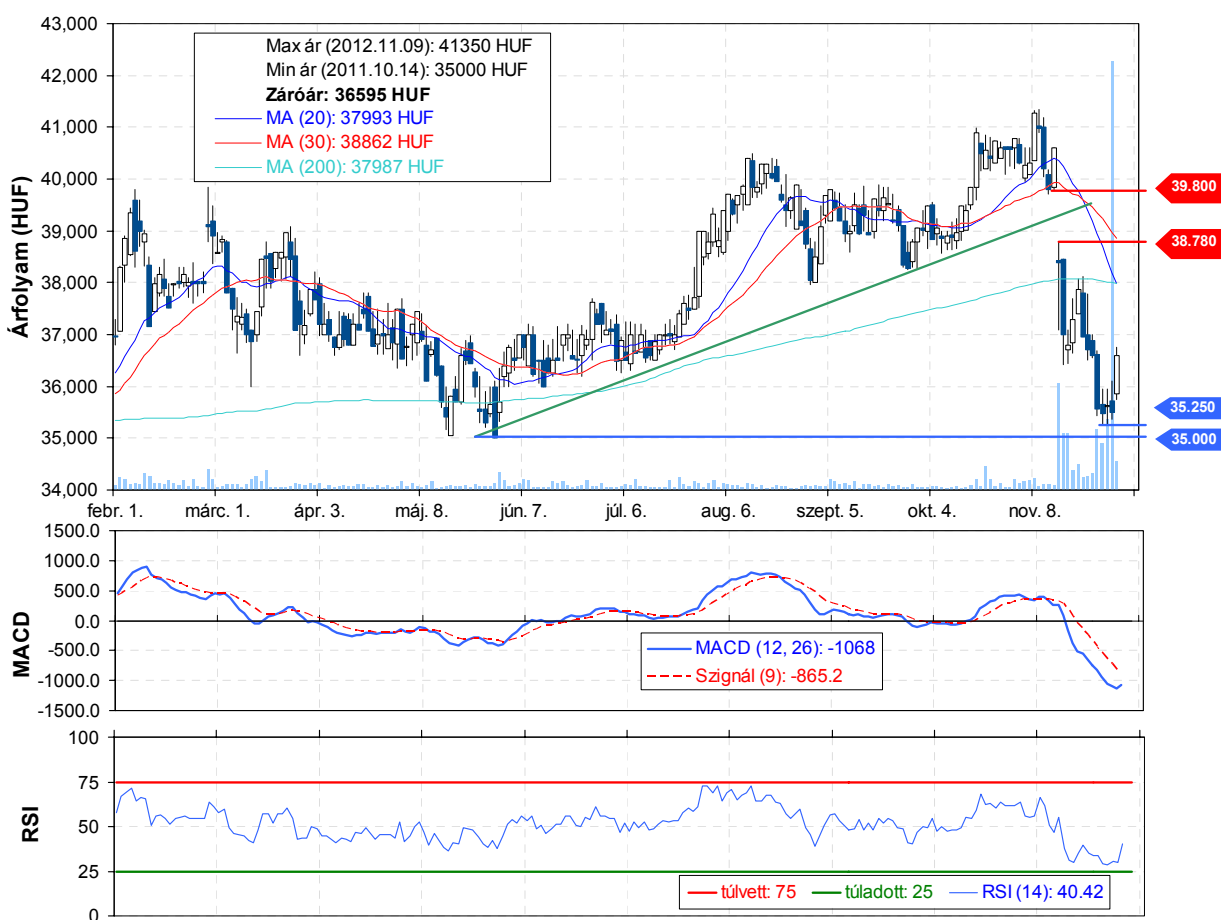 43,000
42,000
41,000
40,000
39,000
38,000
37,000
36,000
35,000
34,000
Árfolyam (HUF)
Max ár (2012.11.09): 41350 HUF
Min ár (2011.10.14): 35000 HUF
Záróár: 36595 HUF
MA (20): 37993 HUF
MA (30): 38862 HUF
MA (200): 37987 HUF
39.800
38.780
35.250
35.000
febr. 1. márc. 1. ápr. 3. máj. 8. jún. 7. júl. 6. aug. 6. szept. 5. okt. 4. nov. 8.
1500.0
1000.0
500.0
0.0
-500.0
-1000.0
-1500.0
MACD
MACD (12, 26): -1068
Szignál (9): -865.2
100
75
50
25
0
RSI
túlvett: 75 túladott: 25 RSI (14): 40.42